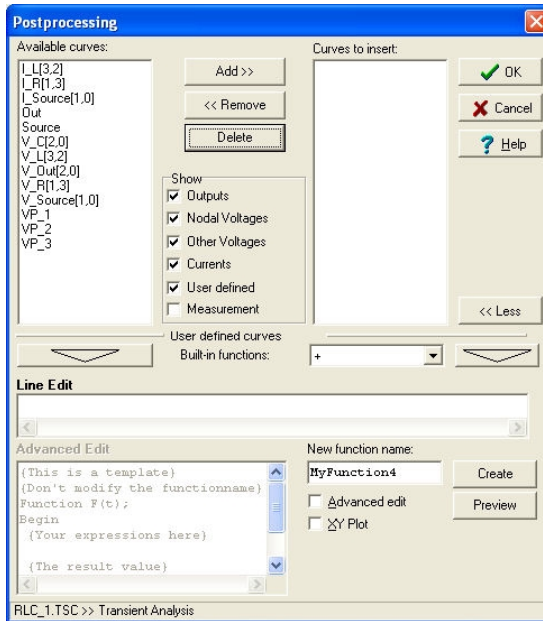 Postprocessing
Available curves:
I_L[3,2]
I_R[1,3]
I_Source[1,0]
Out
Source
V_C[2,0]
V_L[3,2]
V_Out[2,0]
V_R[1,3]
V_Source[1,0]
VP_1
VP_2
VP_3
Add >>
<< Remove
Delete
Show
Outputs
Nodal Voltages
Other Voltages
Currents
User defined
Measurement
Curves to insert:
OK
Cancel
Help
<< Less
User defined curves
Built-in functions:
+
Line Edit
Advanced Edit
{This is a template}
{Don't modify the functionname}
Function F(t);
Begin
{Your expressions here}
{The result value}
New function name:
MyFunction4
Advanced edit
XY Plot
Create
Preview
RLC_1.TSC >> Transient Analysis